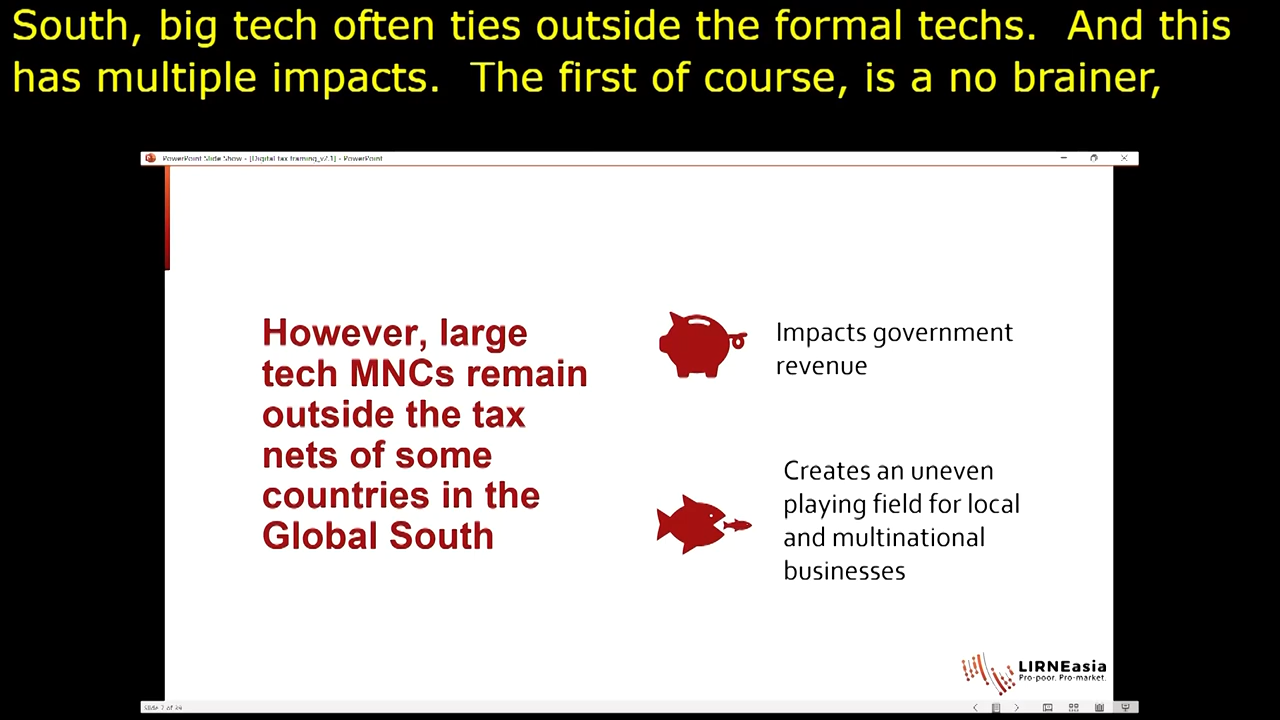 South, big tech often ties outside the formal techs.  And this
has multiple impacts.  The first of course, is a no brainer,
PowerPoint Slide Show - [Digital tax framing_v2.1] - PowerPoint
However, large
tech MNCs remain
outside the tax
nets of some
countries in the
Global South
Impacts government
revenue
Creates an uneven
playing field for local
and multinational
businesses
LIRNEasia
Pro-poor. Pro-market.